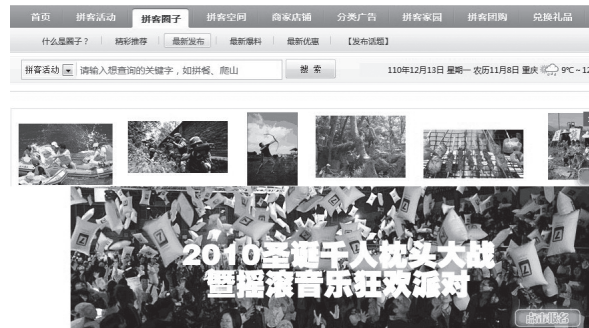 首页 拼客活动 拼客圈子 拼客空间 商家店铺 分类广告 拼客家园 拼客团购 兑换礼品
什么是圈子？ 精彩推荐 最新发布 最新爆料 最新优惠 【发布话题】
拼客活动 请输入想查询的关键字，如拼餐、爬山 搜 索 110年12月13日 星期一 农历11月8日 重庆 9℃～12
2010圣诞千人枕头大战
暨摇滚音乐狂欢派对
点击报名